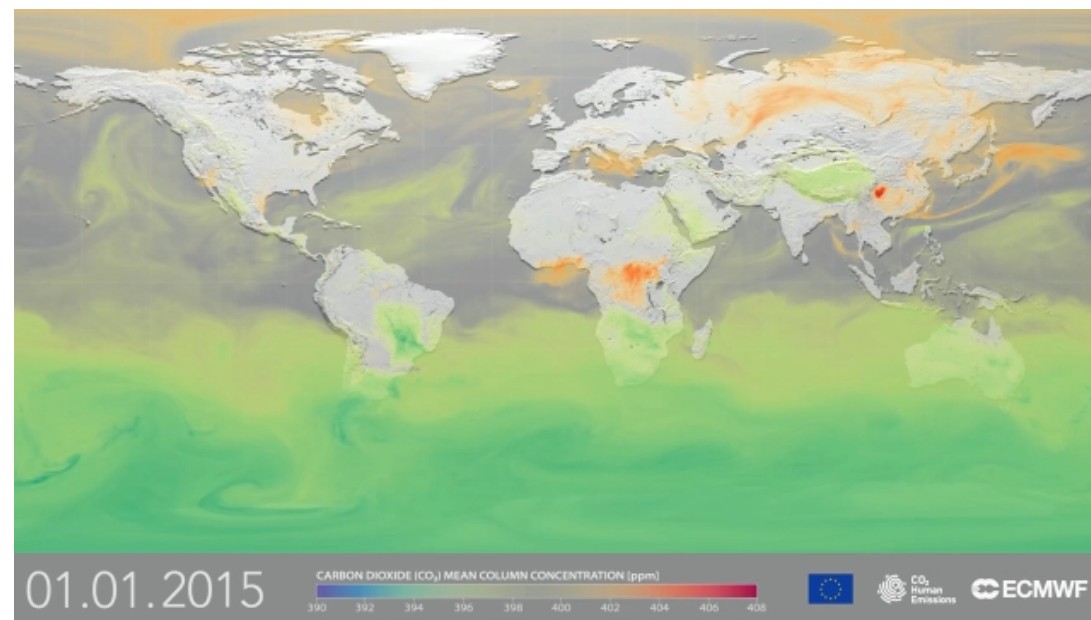 01.01.2015
CARBON DIOXIDE (CO₂) MEAN COLUMN CONCENTRATION [ppm]
390 392 394 396 398 400 402 404 406 408
CO₂
Human
Emissions
ECMWF